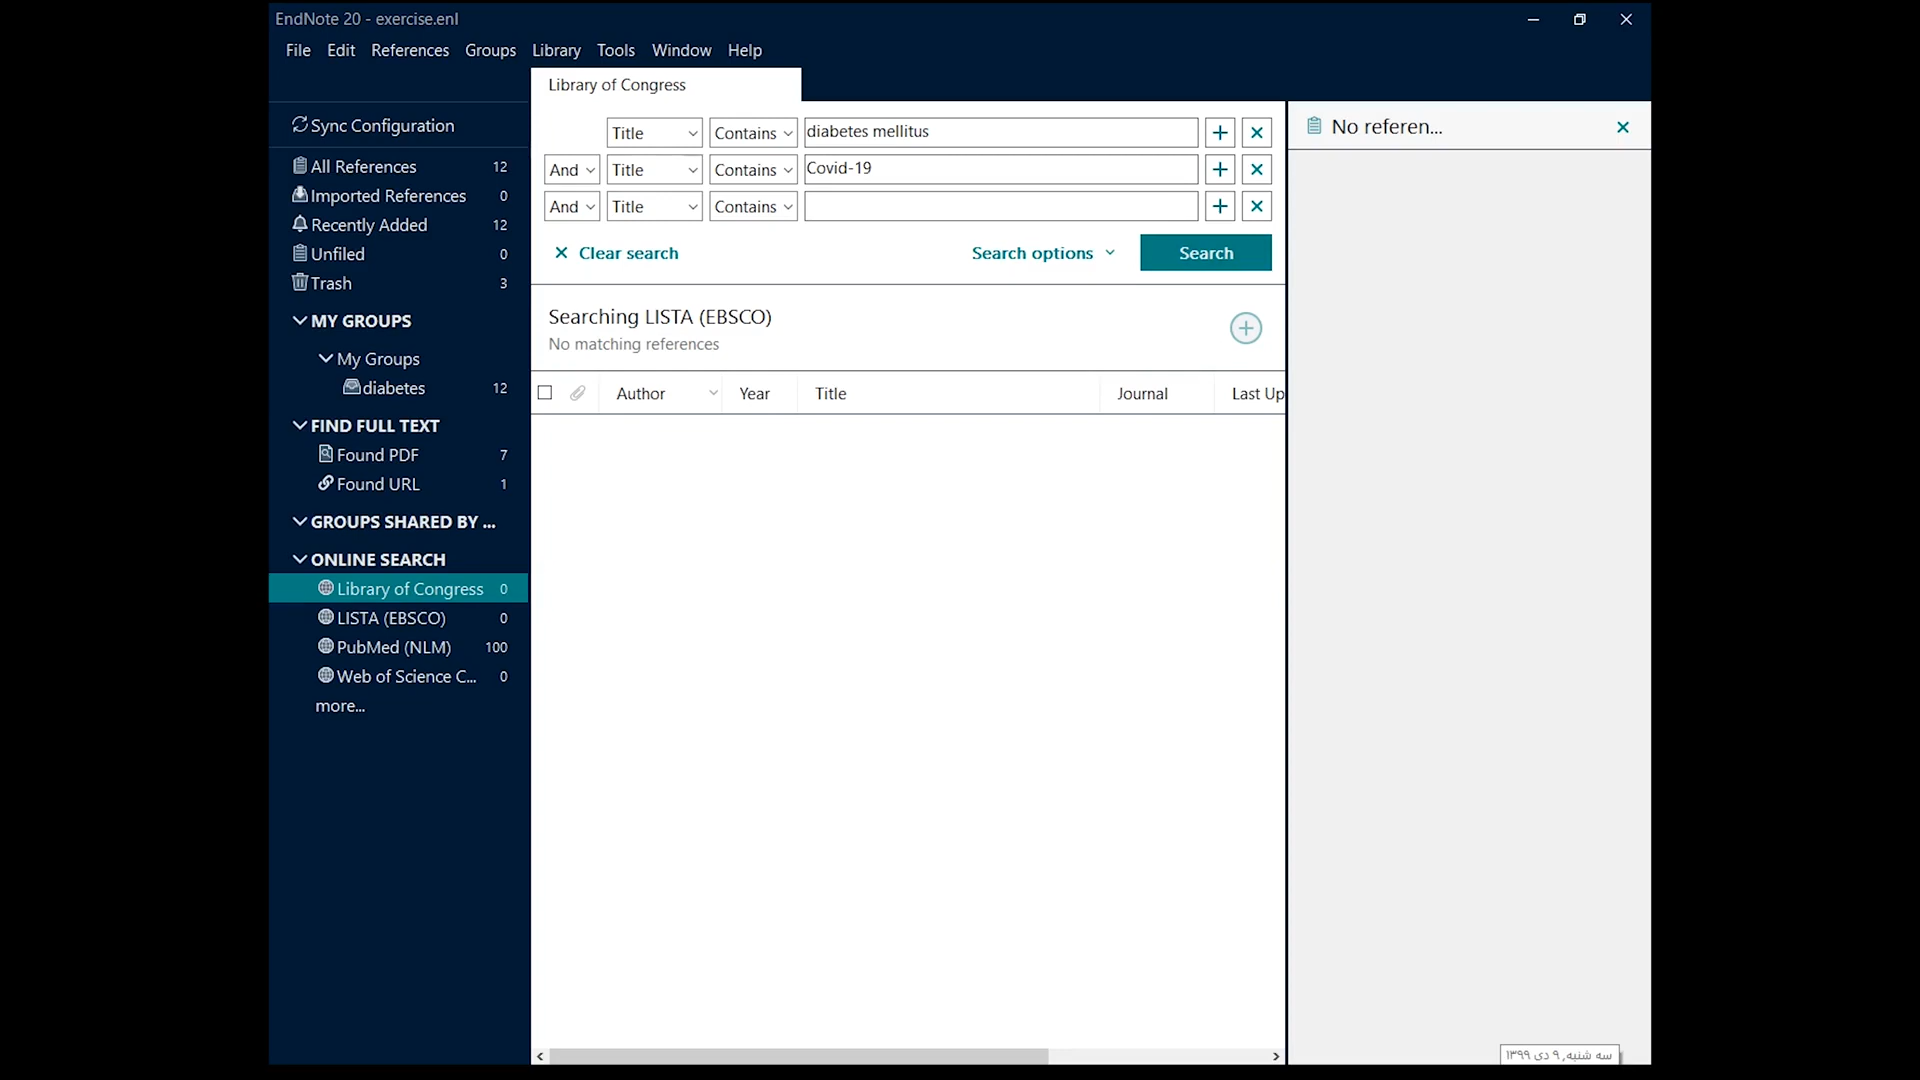 EndNote 20 - exercise.enl
File Edit References Groups Library Tools Window Help
Library of Congress
Sync Configuration
All References 12
Imported References 0
Recently Added 12
Unfiled 0
Trash 3
MY GROUPS
My Groups
diabetes 12
FIND FULL TEXT
Found PDF 7
Found URL 1
GROUPS SHARED BY ...
ONLINE SEARCH
Library of Congress 0
LISTA (EBSCO) 0
PubMed (NLM) 100
Web of Science C... 0
more...
Title Contains diabetes mellitus
And Title Contains Covid-19
And Title Contains
Clear search Search options Search
Searching LISTA (EBSCO)
No matching references
Author Year Title Journal Last Up
No referen...
سه شنبه, ۹ دی ۱۳۹۹